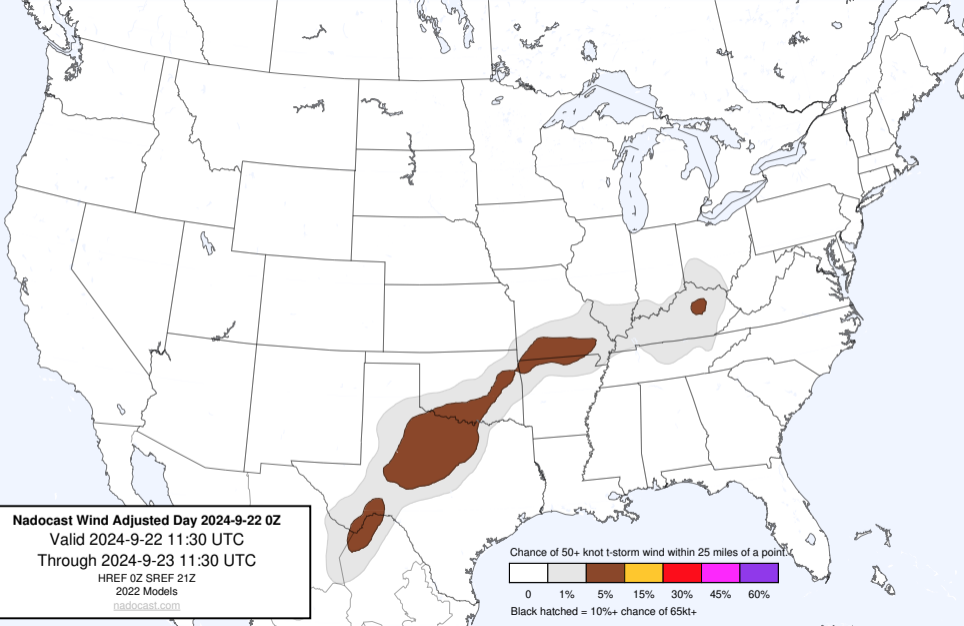 Nadocast Wind Adjusted Day 2024-9-22 0Z
Valid 2024-9-22 11:30 UTC
Through 2024-9-23 11:30 UTC
HREF 0Z SREF 21Z
2022 Models
nadocast.com
Chance of 50+ knot t-storm wind within 25 miles of a point.
0 1% 5% 15% 30% 45% 60%
Black hatched = 10%+ chance of 65kt+